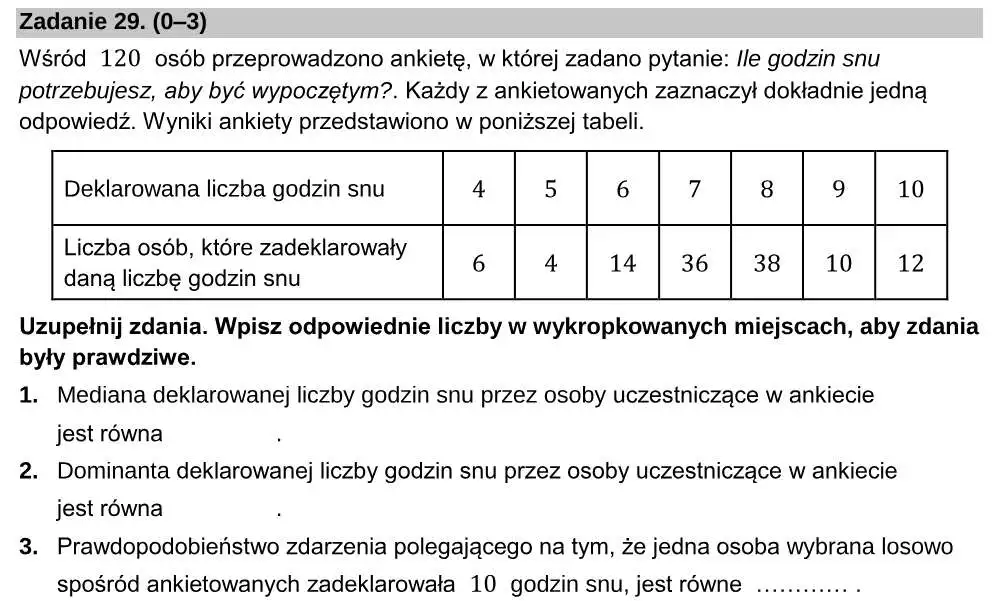 Zadanie 29. (0–3)
Wśród 120 osób przeprowadzono ankietę, w której zadano pytanie: Ile godzin snu
potrzebujesz, aby być wypoczętym?. Każdy z ankietowanych zaznaczył dokładnie jedną
odpowiedź. Wyniki ankiety przedstawiono w poniższej tabeli.
Deklarowana liczba godzin snu 4 5 6 7 8 9 10
Liczba osób, które zadeklarowały
daną liczbę godzin snu 6 4 14 36 38 10 12
Uzupełnij zdania. Wpisz odpowiednie liczby w wykropkowanych miejscach, aby zdania
były prawdziwe.
1. Mediana deklarowanej liczby godzin snu przez osoby uczestniczące w ankiecie
jest równa .
2. Dominanta deklarowanej liczby godzin snu przez osoby uczestniczące w ankiecie
jest równa .
3. Prawdopodobieństwo zdarzenia polegającego na tym, że jedna osoba wybrana losowo
spośród ankietowanych zadeklarowała 10 godzin snu, jest równe ………… .